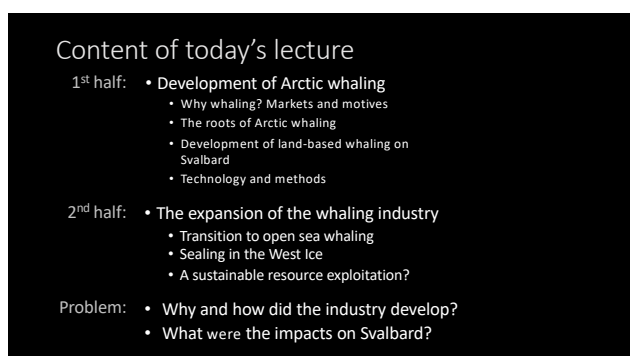 Content of today's lecture
1st half: • Development of Arctic whaling
• Why whaling? Markets and motives
• The roots of Arctic whaling
• Development of land-based whaling on
Svalbard
• Technology and methods
2nd half: • The expansion of the whaling industry
• Transition to open sea whaling
• Sealing in the West Ice
• A sustainable resource exploitation?
Problem: • Why and how did the industry develop?
• What were the impacts on Svalbard?